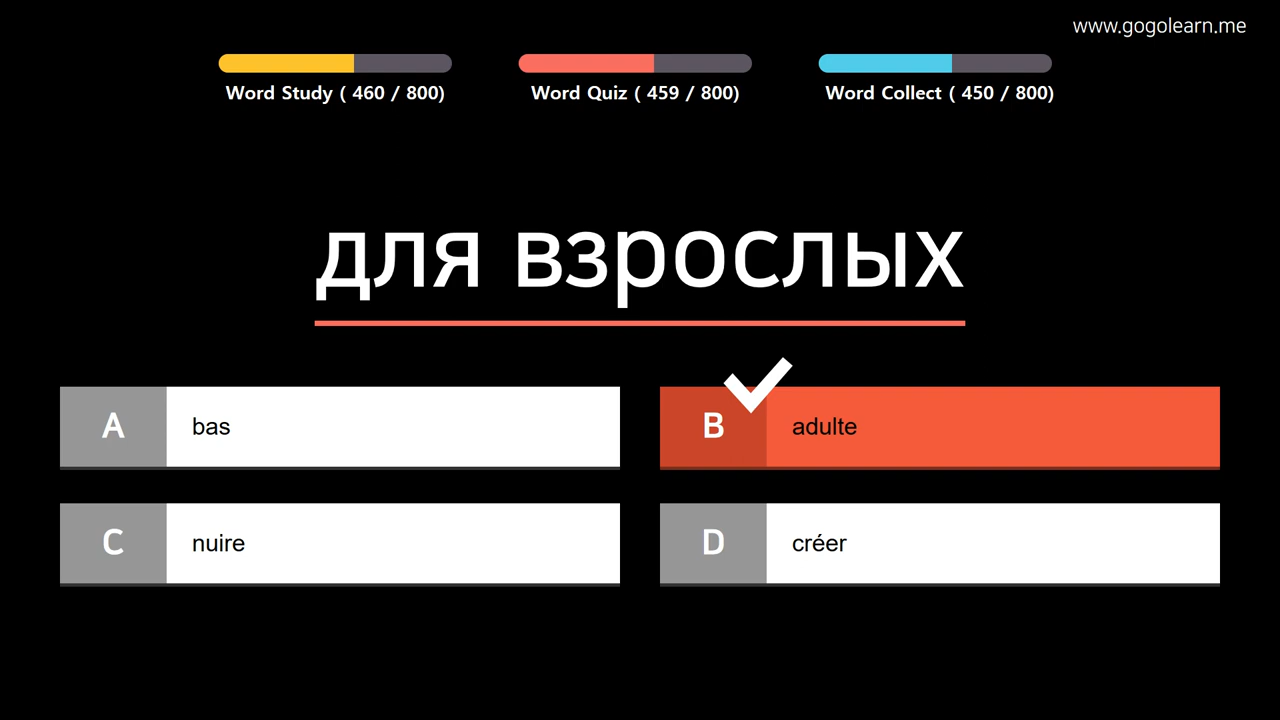 www.gogolearn.me
Word Study ( 460 / 800)
Word Quiz ( 459 / 800)
Word Collect ( 450 / 800)
для взрослых
A bas
B adulte
C nuire
D créer